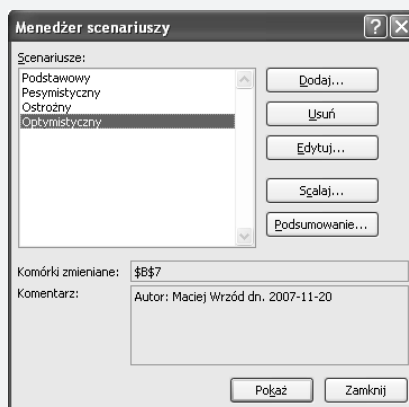 Menedżer scenariuszy
Scenariusze:
Podstawowy
Pesymistyczny
Ostrożny
Optymistyczny
Dodaj...
Usuń
Edytuj...
Scalaj...
Podsumowanie...
Komórki zmieniane: $B$7
Komentarz: Autor: Maciej Wrzód dn. 2007-11-20
Pokaż Zamknij